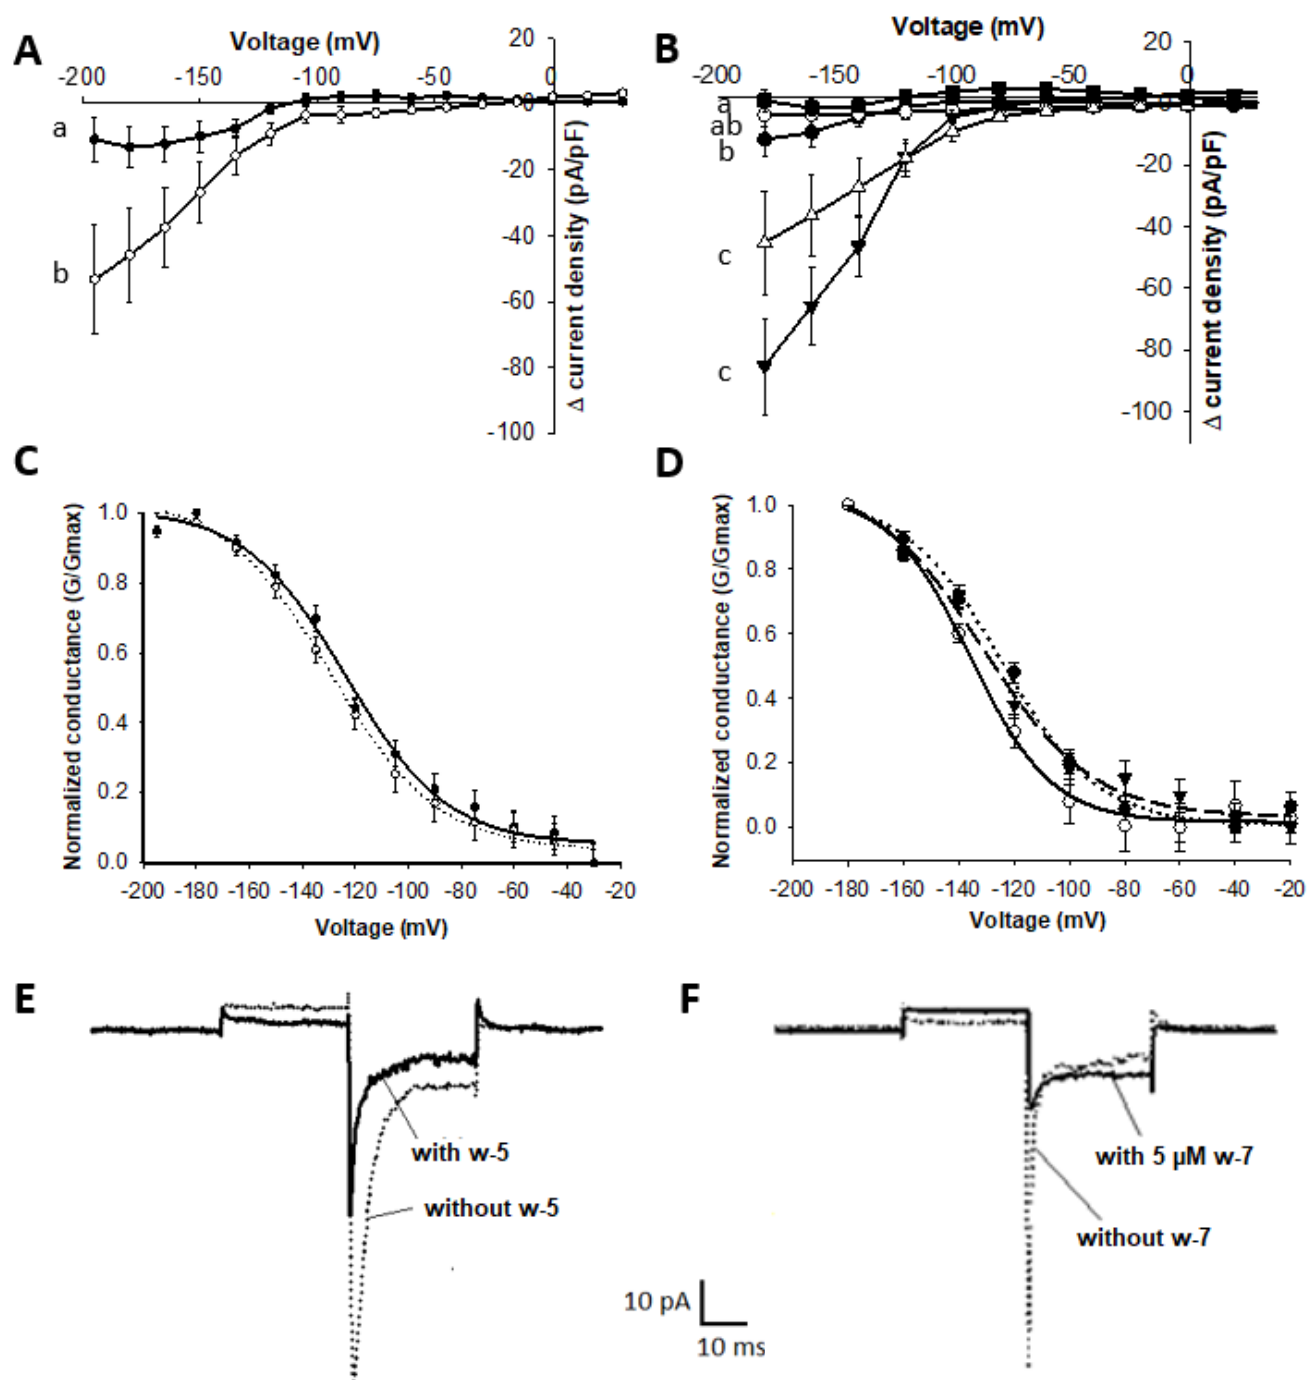 A
Voltage (mV)
-200 -150 -100 -50 0
20
-20
-40
-60
-80
-100
Δ current density (pA/pF)
a
b
B
Voltage (mV)
-200 -150 -100 -50 0
20
-20
-40
-60
-80
-100
Δ current density (pA/pF)
a
ab
b
c
c
C
Normalized conductance (G/Gmax)
1.0
0.8
0.6
0.4
0.2
0.0
-200 -180 -160 -140 -120 -100 -80 -60 -40 -20
Voltage (mV)
D
Normalized conductance (G/Gmax)
1.0
0.8
0.6
0.4
0.2
0.0
-200 -180 -160 -140 -120 -100 -80 -60 -40 -20
Voltage (mV)
E
with w-5
without w-5
F
with 5 µM w-7
without w-7
10 pA
10 ms